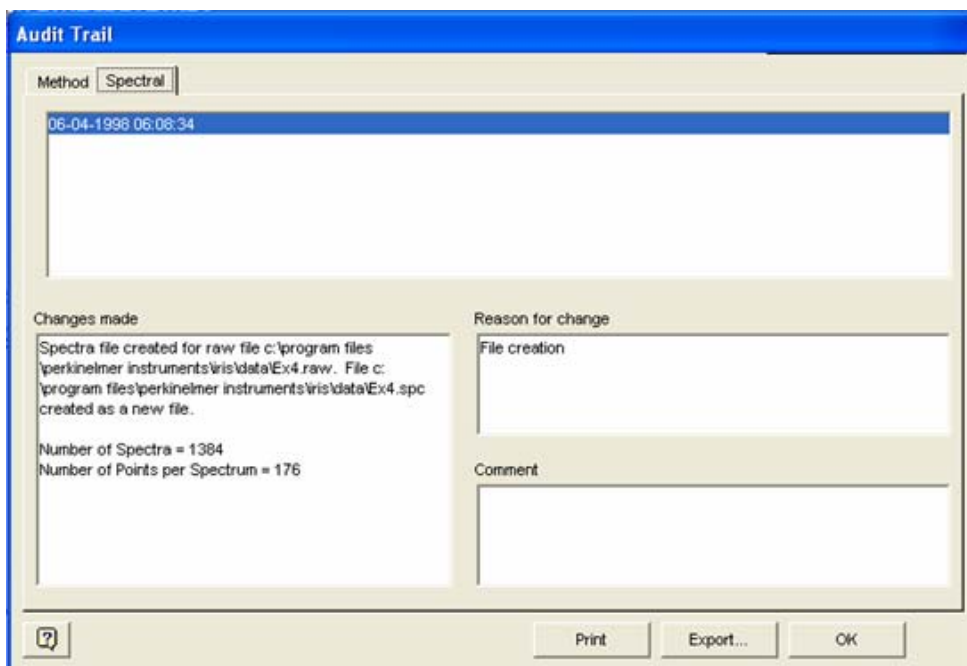 Audit Trail
Method Spectral
06-04-1998 06:08:34
Changes made
Spectra file created for raw file c:\program files
\perkinelmer instruments\iris\data\Ex4.raw. File c:
\program files\perkinelmer instruments\iris\data\Ex4.spc
created as a new file.
Number of Spectra = 1384
Number of Points per Spectrum = 176
Reason for change
File creation
Comment
? Print Export... OK